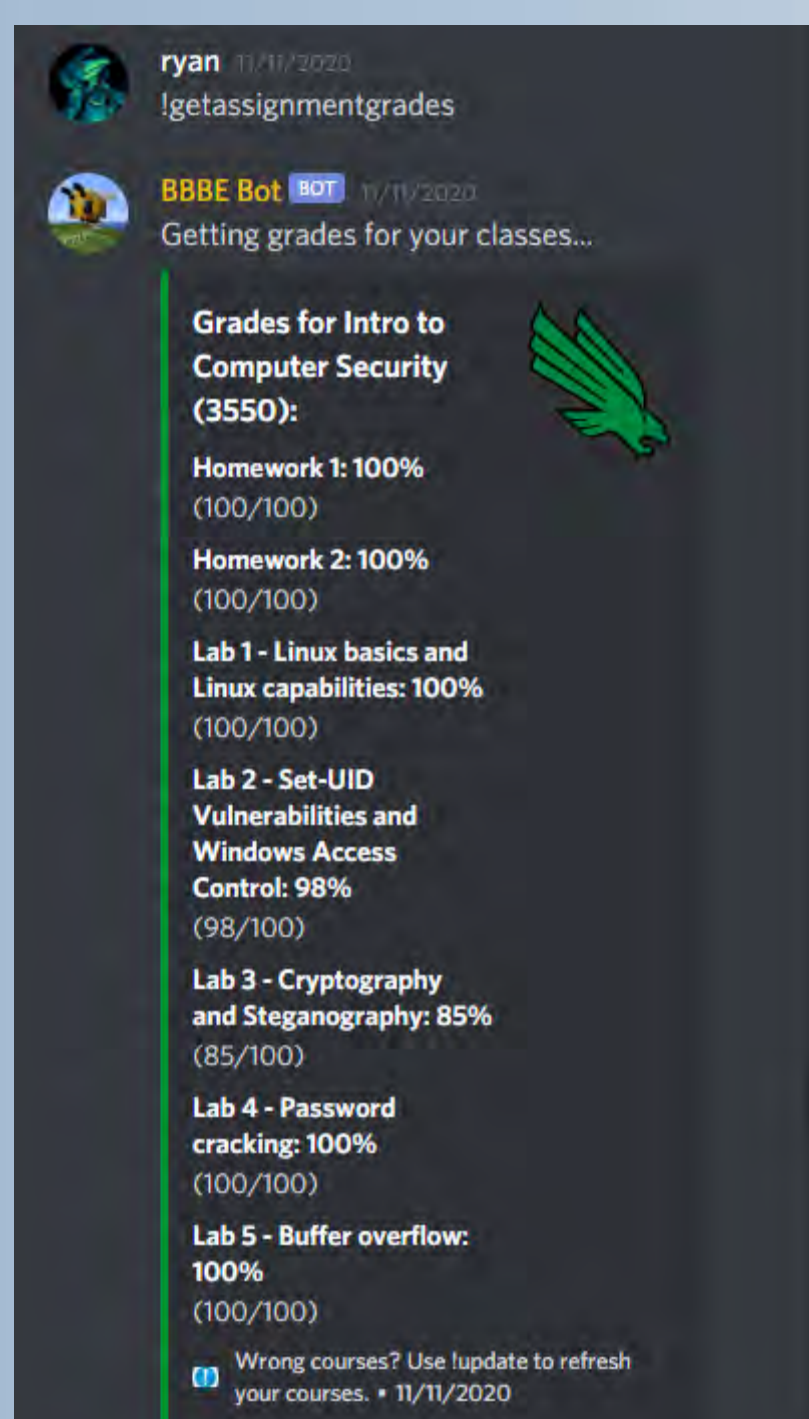 ryan 11/11/2020
!getassignmentgrades
BBBE Bot BOT 11/11/2020
Getting grades for your classes...
Grades for Intro to
Computer Security
(3550):
Homework 1: 100%
(100/100)
Homework 2: 100%
(100/100)
Lab 1 - Linux basics and
Linux capabilities: 100%
(100/100)
Lab 2 - Set-UID
Vulnerabilities and
Windows Access
Control: 98%
(98/100)
Lab 3 - Cryptography
and Steganography: 85%
(85/100)
Lab 4 - Password
cracking: 100%
(100/100)
Lab 5 - Buffer overflow:
100%
(100/100)
Wrong courses? Use !update to refresh
your courses. • 11/11/2020